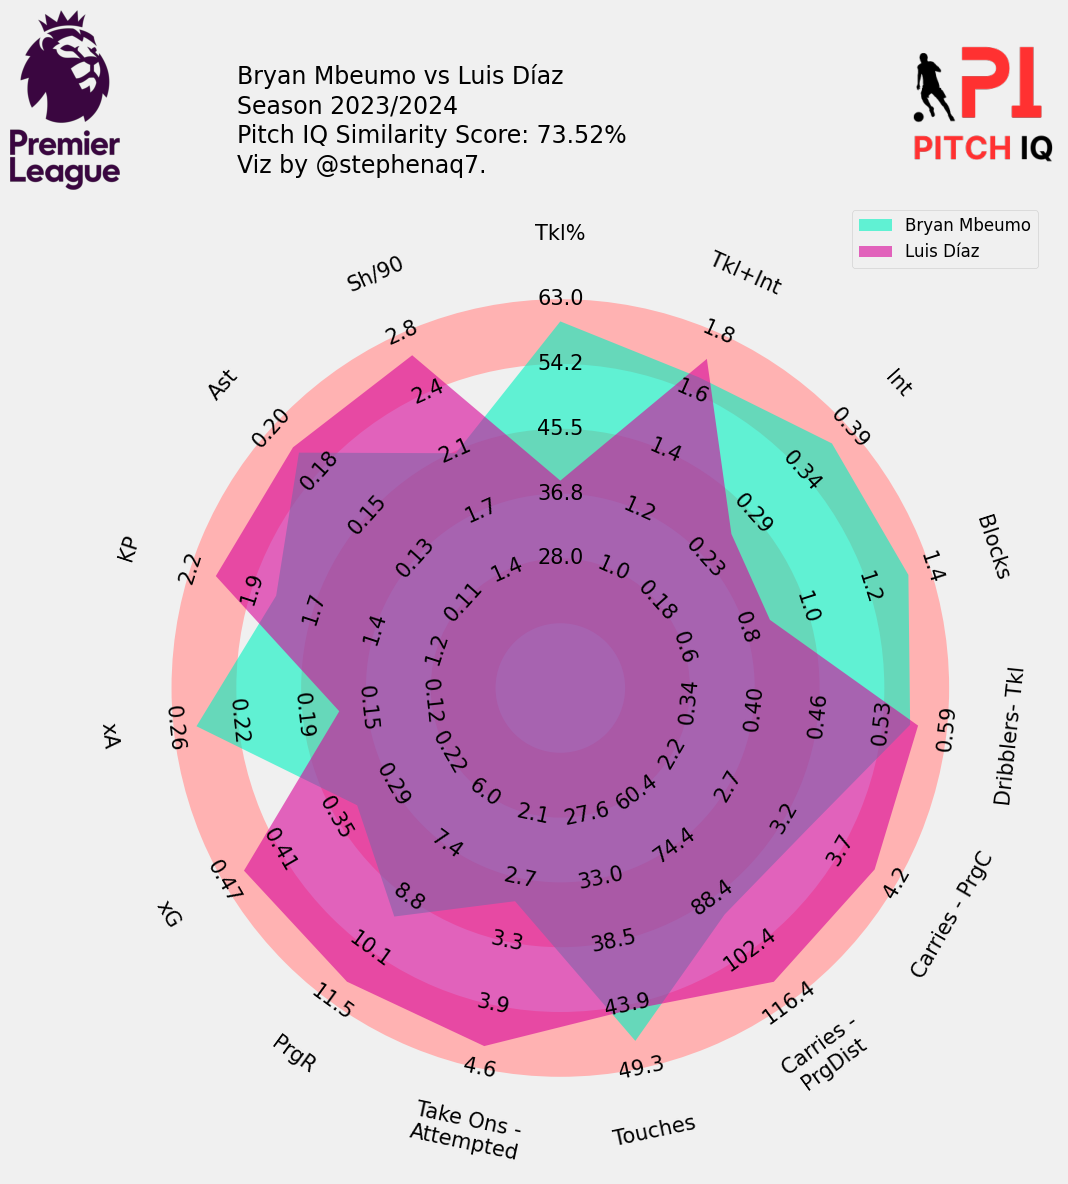 Bryan Mbeumo vs Luis Díaz
Season 2023/2024
Pitch IQ Similarity Score: 73.52%
Viz by @stephenaq7.
Premier
League
PI
PITCH IQ
Bryan Mbeumo
Luis Díaz
Tkl%
63.0
54.2
45.5
36.8
28.0
Tkl+Int
1.8
1.6
1.4
1.2
1.0
Int
0.39
0.34
0.29
0.23
0.18
Blocks
1.4
1.2
1.0
0.8
0.6
Dribblers- Tkl
0.59
0.53
0.46
0.40
0.34
Carries - PrgC
4.2
3.7
3.2
2.7
2.2
Carries -
PrgDist
116.4
102.4
88.4
74.4
60.4
Touches
49.3
43.9
38.5
33.0
27.6
Take Ons -
Attempted
4.6
3.9
3.3
2.7
2.1
PrgR
11.5
10.1
8.8
7.4
6.0
xG
0.47
0.41
0.35
0.29
0.22
xA
0.26
0.22
0.19
0.15
0.12
KP
2.2
1.9
1.7
1.4
1.2
Ast
0.20
0.18
0.15
0.13
0.11
Sh/90
2.8
2.4
2.1
1.7
1.4